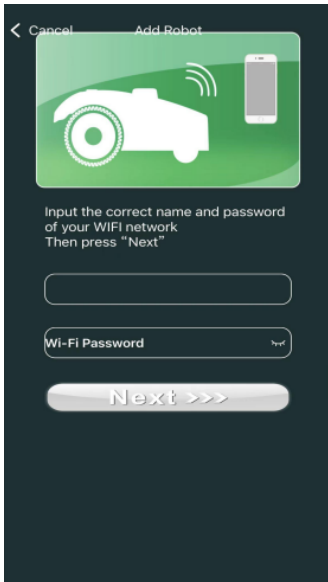 Cancel Add Robot
Input the correct name and password
of your WIFI network
Then press "Next"
Wi-Fi Password
Next >>>